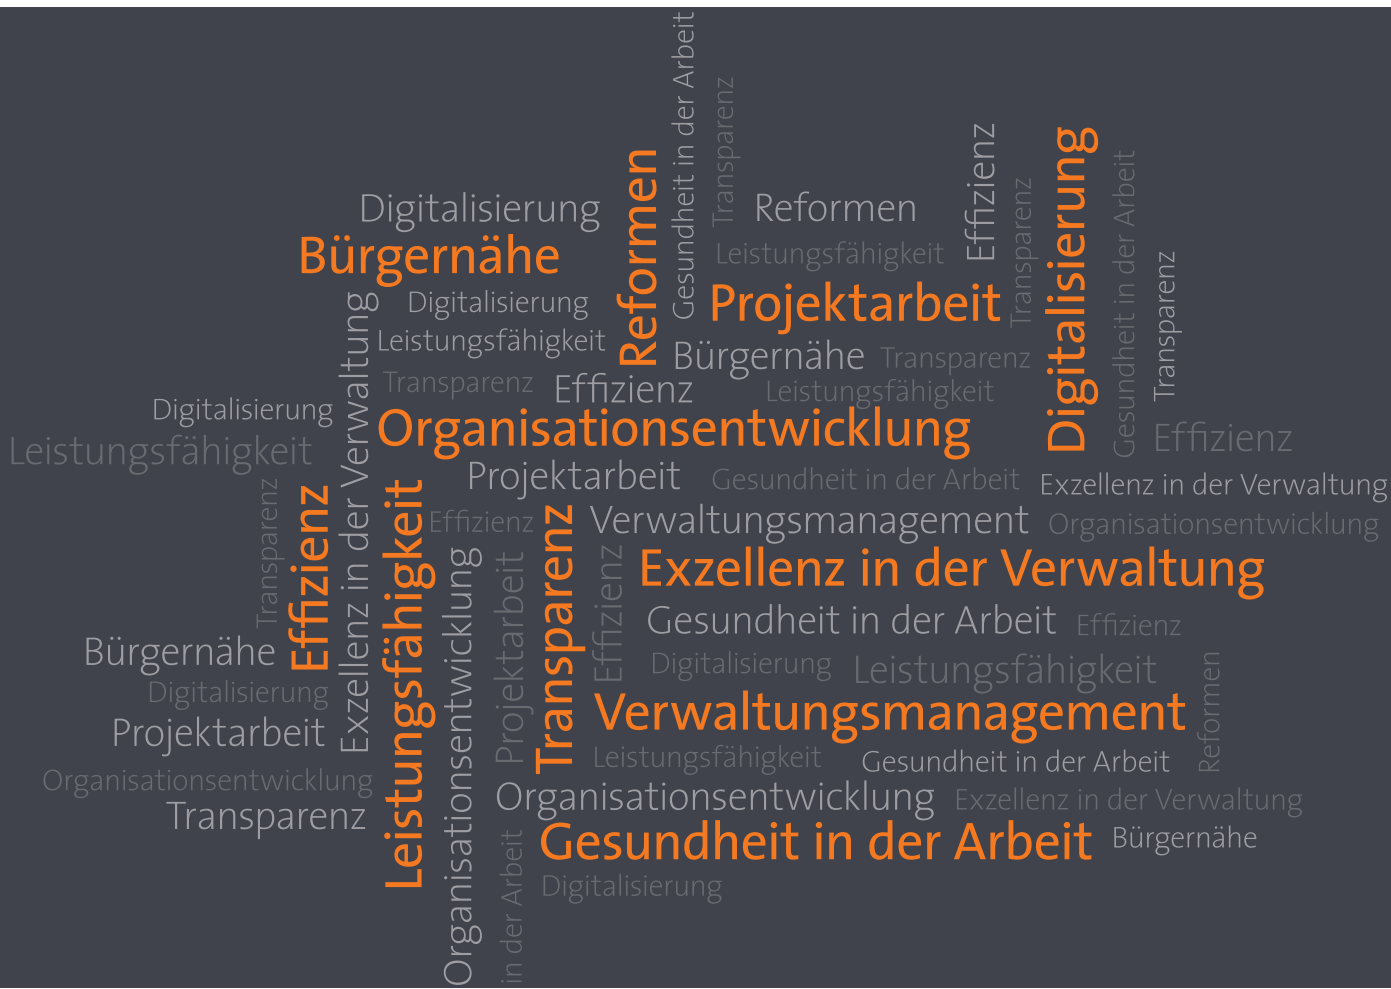 Gesundheit in der Arbeit
Transparenz
Effizienz
Digitalisierung
Reformen
Transparenz
Gesundheit in der Arbeit
Digitalisierung
Reformen
Bürgernähe
Leistungsfähigkeit
Transparenz
Digitalisierung
Projektarbeit
Leistungsfähigkeit
Bürgernähe
Transparenz
Transparenz
Effizienz
Leistungsfähigkeit
Digitalisierung
Exzellenz in der Verwaltung
Organisationsentwicklung
Effizienz
Leistungsfähigkeit
Projektarbeit
Gesundheit in der Arbeit
Exzellenz in der Verwaltung
Transparenz
Effizienz
Leistungsfähigkeit
Effizienz
Transparenz
Verwaltungsmanagement
Organisationsentwicklung
Organisationsentwicklung
Projektarbeit
Effizienz
Exzellenz in der Verwaltung
Gesundheit in der Arbeit
Effizienz
Bürgernähe
Digitalisierung
Leistungsfähigkeit
Reformen
Digitalisierung
Verwaltungsmanagement
Projektarbeit
Leistungsfähigkeit
Gesundheit in der Arbeit
Organisationsentwicklung
Organisationsentwicklung
Exzellenz in der Verwaltung
Transparenz
Gesundheit in der Arbeit
Bürgernähe
in der Arbeit
Digitalisierung